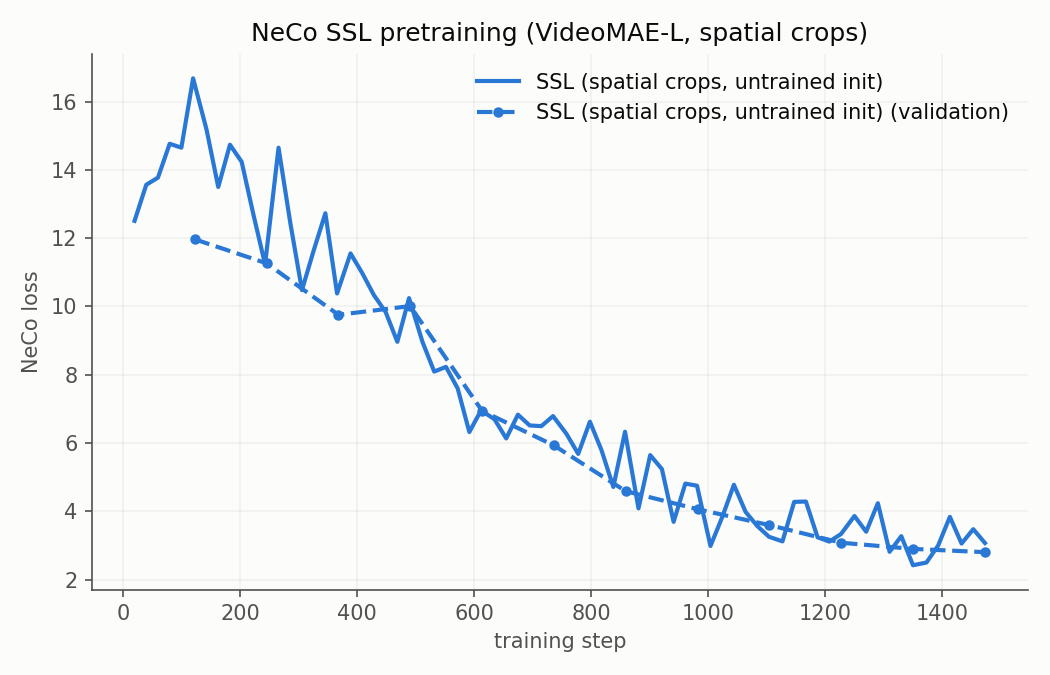 NeCo SSL pretraining (VideoMAE-L, spatial crops)
SSL (spatial crops, untrained init)
SSL (spatial crops, untrained init) (validation)
NeCo loss
16
14
12
10
8
6
4
2
0 200 400 600 800 1000 1200 1400
training step